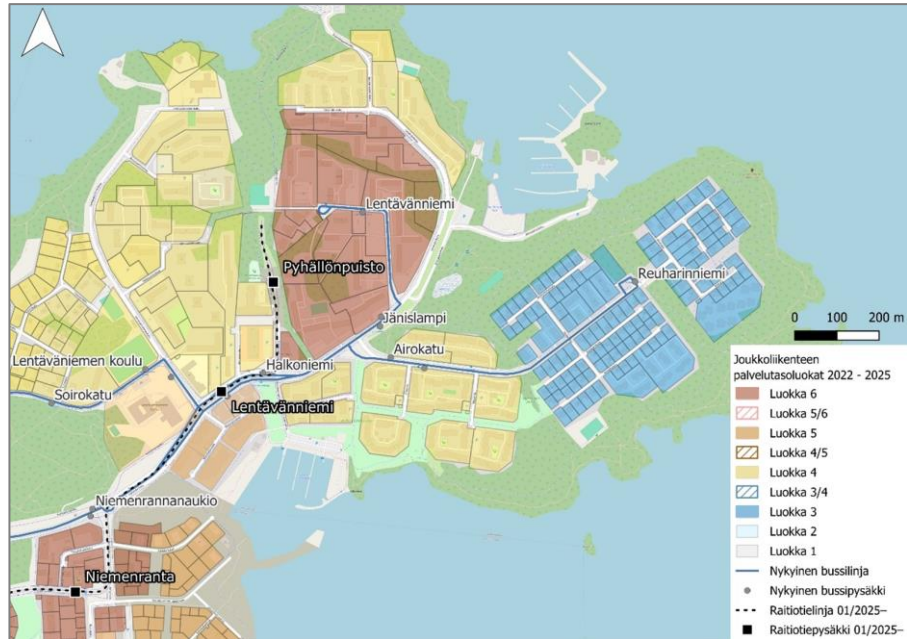 Lentävänniemi
Pyhällönpuisto
Reuharinniemi
Jänislampi
0 100 200 m
Lentäväniemen koulu
Halkoniemi
Airokatu
Joukkoliikenteen
palvelutasoluokat 2022 - 2025
Soirokatu
Lentävänniemi
Luokka 6
Luokka 5/6
Luokka 5
Luokka 4/5
Luokka 4
Luokka 3/4
Luokka 3
Luokka 2
Luokka 1
Nykyinen bussilinja
Nykyinen bussipysäkki
Raitiotielinja 01/2025–
Raitiotiepysäkki 01/2025–
Niemenrannanaukio
Niemenranta